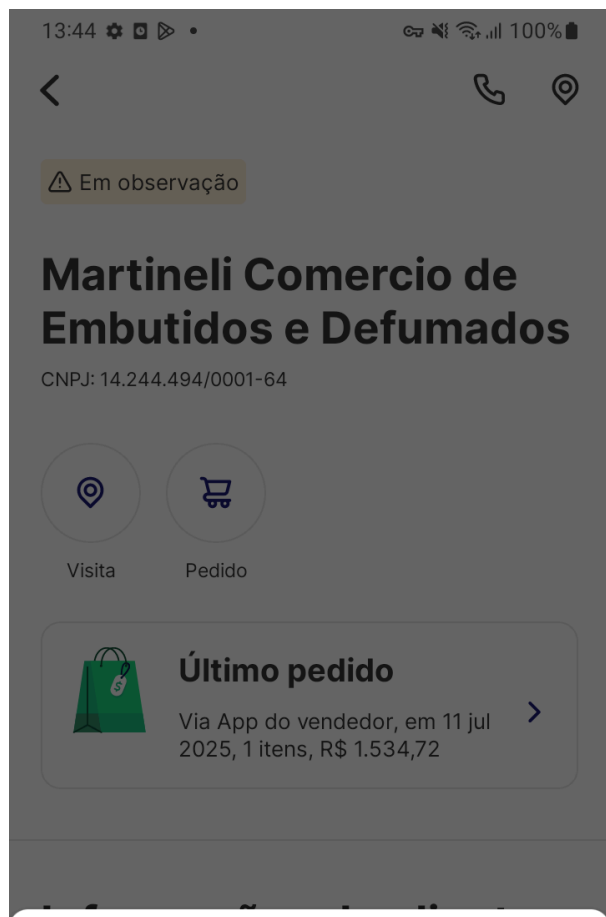 13:44
100%
Em observação
Martineli Comercio de
Embutidos e Defumados
CNPJ: 14.244.494/0001-64
Visita
Pedido
Último pedido
Via App do vendedor, em 11 jul
2025, 1 itens, R$ 1.534,72